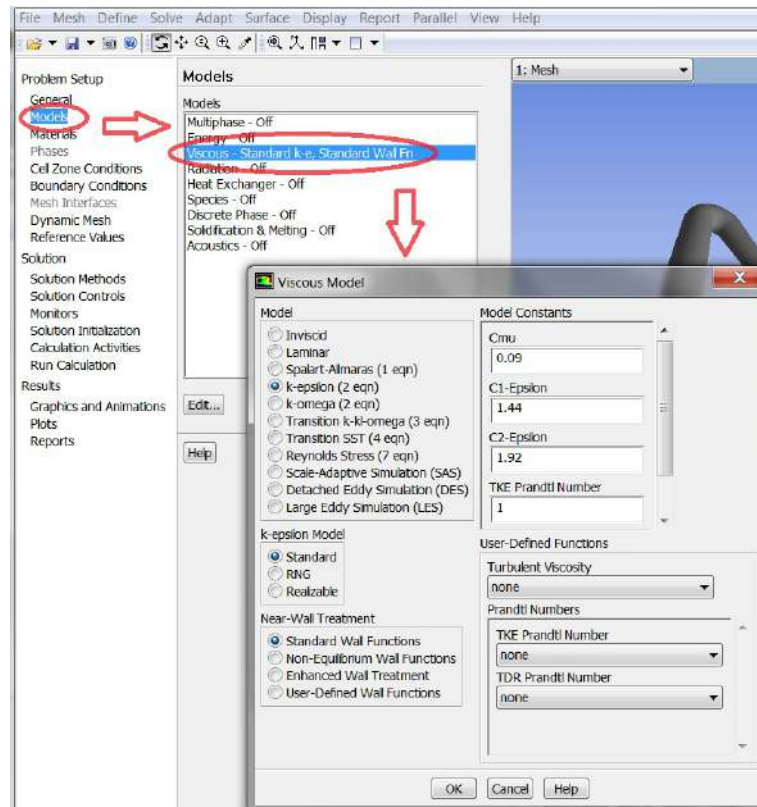 File Mesh Define Solve Adapt Surface Display Report Parallel View Help
Problem Setup
General
Models
Materials
Phases
Cell Zone Conditions
Boundary Conditions
Mesh Interfaces
Dynamic Mesh
Reference Values
Solution
Solution Methods
Solution Controls
Monitors
Solution Initialization
Calculation Activities
Run Calculation
Results
Graphics and Animations
Plots
Reports
Models
Models
Multiphase - Off
Energy - Off
Viscous - Standard k-e, Standard Wall Fn
Radiation - Off
Heat Exchanger - Off
Species - Off
Discrete Phase - Off
Solidification & Melting - Off
Acoustics - Off
Edit...
Help
1: Mesh
Viscous Model
Model
Inviscid
Laminar
Spalart-Allmaras (1 eqn)
k-epsilon (2 eqn)
k-omega (2 eqn)
Transition k-kl-omega (3 eqn)
Transition SST (4 eqn)
Reynolds Stress (7 eqn)
Scale-Adaptive Simulation (SAS)
Detached Eddy Simulation (DES)
Large Eddy Simulation (LES)
k-epsilon Model
Standard
RNG
Realizable
Near-Wall Treatment
Standard Wall Functions
Non-Equilibrium Wall Functions
Enhanced Wall Treatment
User-Defined Wall Functions
Model Constants
Cmu
0.09
C1-Epsilon
1.44
C2-Epsilon
1.92
TKE Prandtl Number
1
User-Defined Functions
Turbulent Viscosity
none
Prandtl Numbers
TKE Prandtl Number
none
TDR Prandtl Number
none
OK Cancel Help